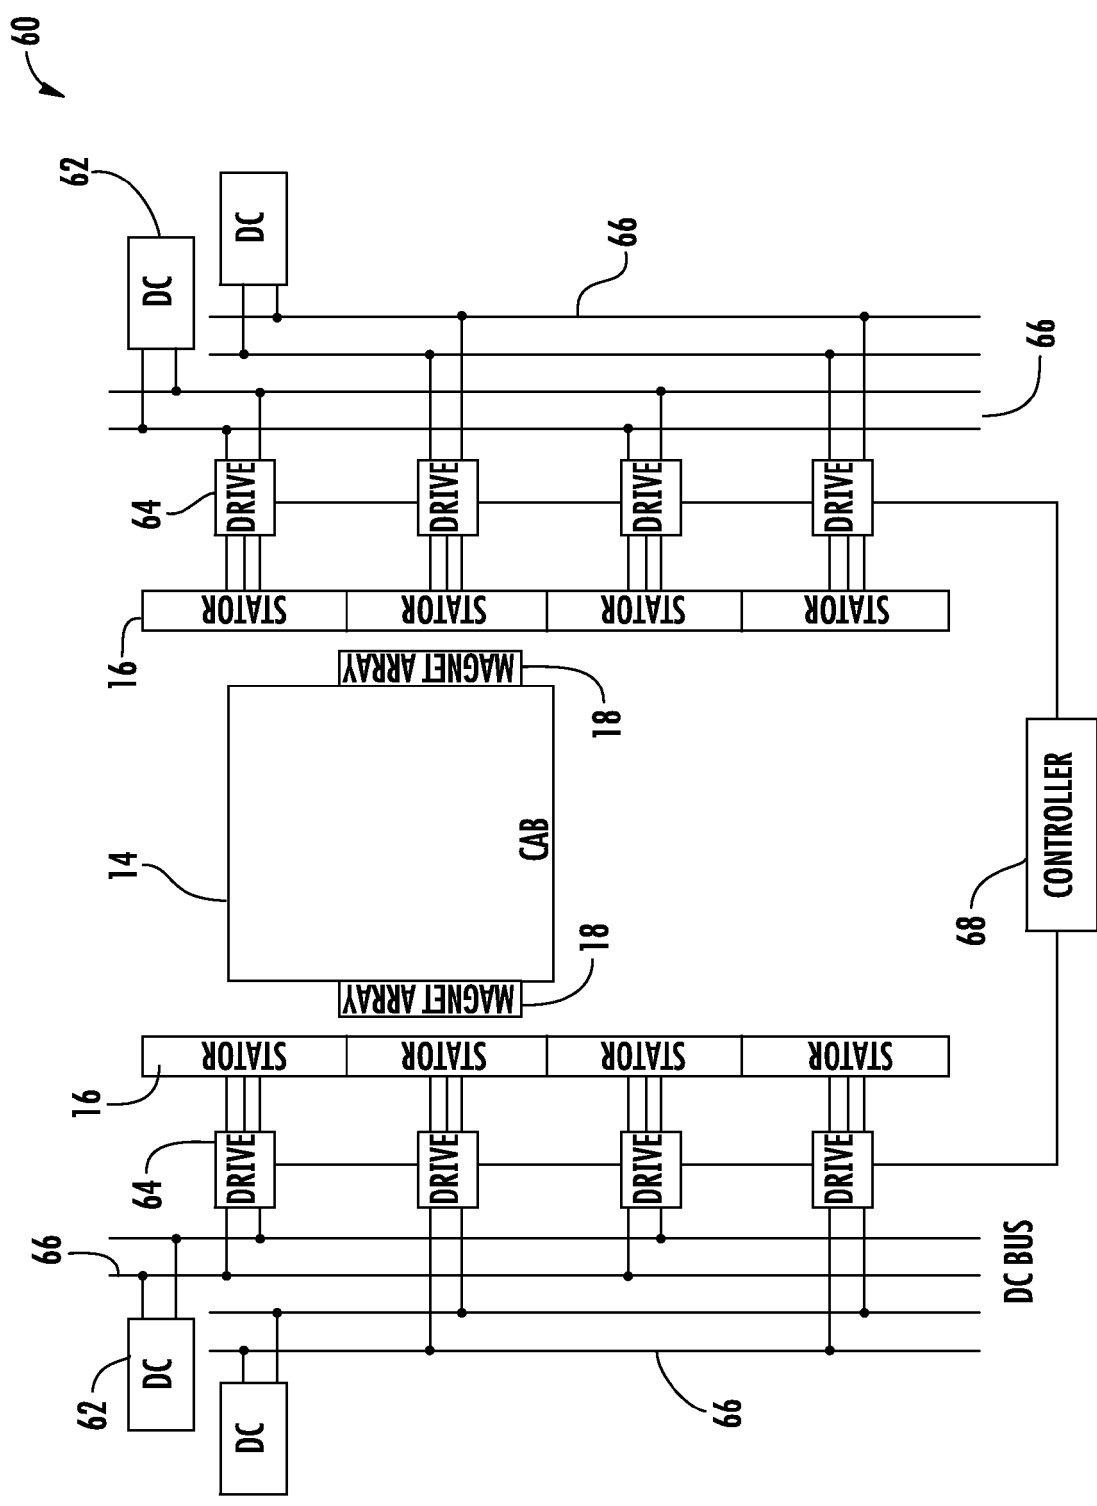 60
62
DC
DC
66
66
64
DRIVE
DRIVE
DRIVE
DRIVE
16
STATOR
STATOR
STATOR
STATOR
MAGNET ARRAY
18
14
CAB
CONTROLLER
68
18
MAGNET ARRAY
16
STATOR
STATOR
STATOR
STATOR
64
DRIVE
DRIVE
DRIVE
DRIVE
66
DC BUS
62
DC
DC
66